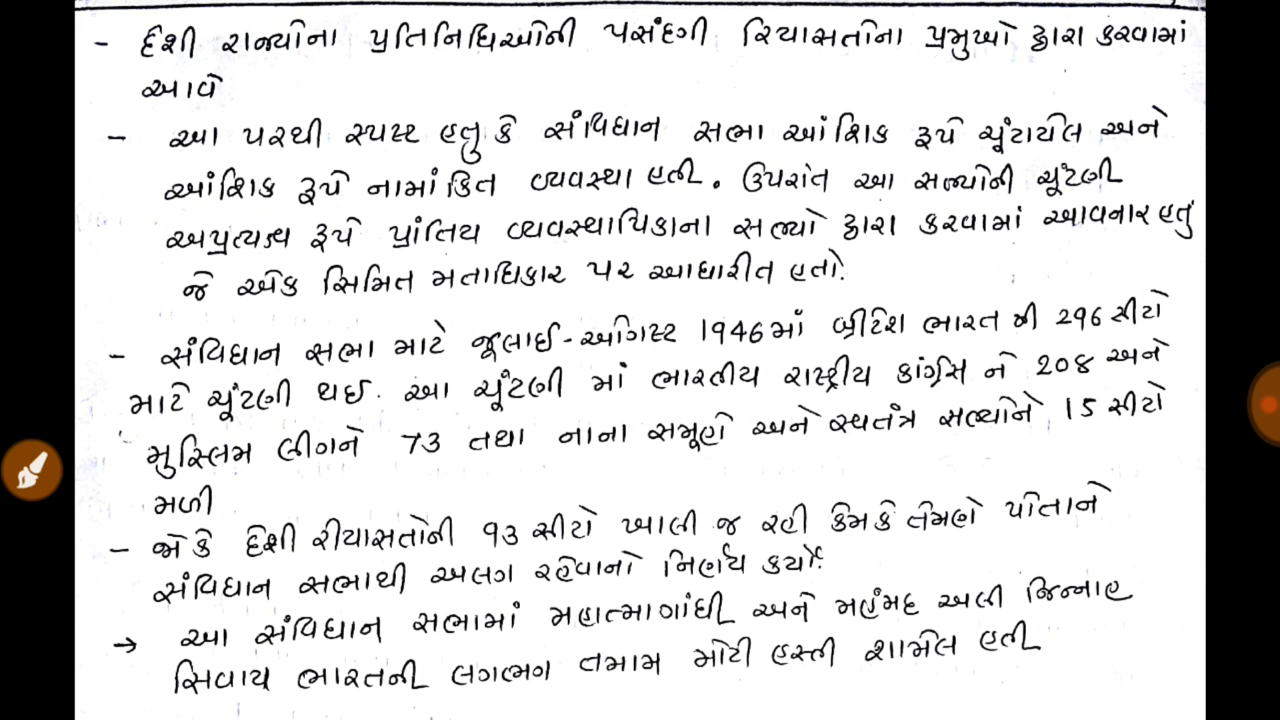 - દેશી રાજ્યોના પ્રતિનિધિઓની પસંદગી રિયાસતોના પ્રમુખો દ્વારા કરવામાં
આવે
- આ પરથી સ્પષ્ટ હતુ કે સંવિધાન સભા આંશિક રૂપે ચૂંટાયેલ અને
આંશિક રૂપે નામાંકિત વ્યવસ્થા હતી. ઉપરાંત આ સભ્યોની ચૂંટણી
અપ્રત્યક્ષ રૂપે પ્રાંતિય વ્યવસ્થાપિકાના સભ્યો દ્વારા કરવામાં આવનાર હતું
જે એક સિમિત મતાધિકાર પર આધારીત હતો.
- સંવિધાન સભા માટે જૂલાઈ-ઓગિસ્ટ 1946માં બ્રીટેશ ભારત ની 296 સીટો
માટે ચૂંટણી થઈ. આ ચૂંટણી માં ભારતીય રાષ્ટ્રીય કાંગ્રેસ ને 208 અને
મુસ્લિમ લીગને 73 તથા નાના સમૂહો અને સ્વતંત્ર સભ્યોને 15 સીટો
મળી
- જો કે દેશી રીયાસતોની ૧3 સીટો ખાલી જ રહી કેમ કે તેમણે પોતાને
સંવિધાન સભાથી અલગ રહેવાનો નિર્ણય કર્યો.
→ આ સંવિધાન સભામાં મહાત્માગાંધી અને મહંમદ અલી જિન્નાહ
સિવાય ભારતની લગભગ તમામ મોટી હસ્તી શામેલ હતી